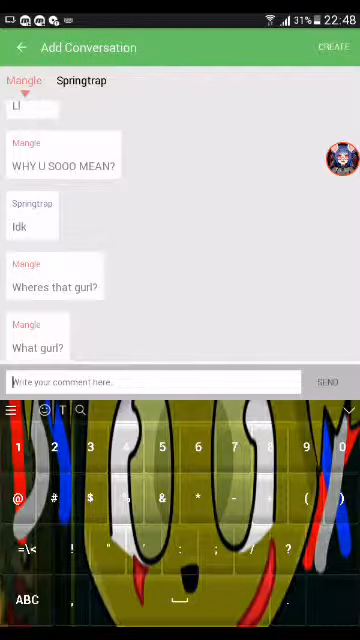 31% 22:48
Add Conversation CREATE
Mangle Springtrap
Mangle
WHY U SOOO MEAN?
Springtrap
Idk
Mangle
Wheres that gurl?
Mangle
What gurl?
Write your comment here.. SEND
T
1 2 3 4 5 6 7 8 9 0
@ # $ % & * - + ( )
=\< ! " ' : ; / ?
ABC , .